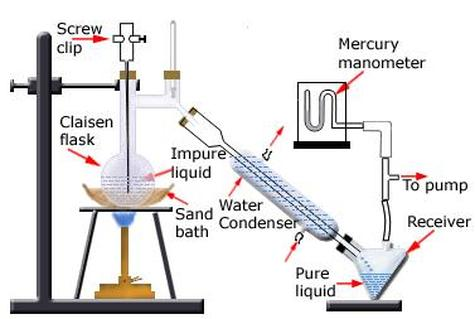 Screw
clip
Mercury
manometer
Claisen
flask
Impure
liquid
To pump
Water
Condenser
Sand
bath
Receiver
Pure
liquid